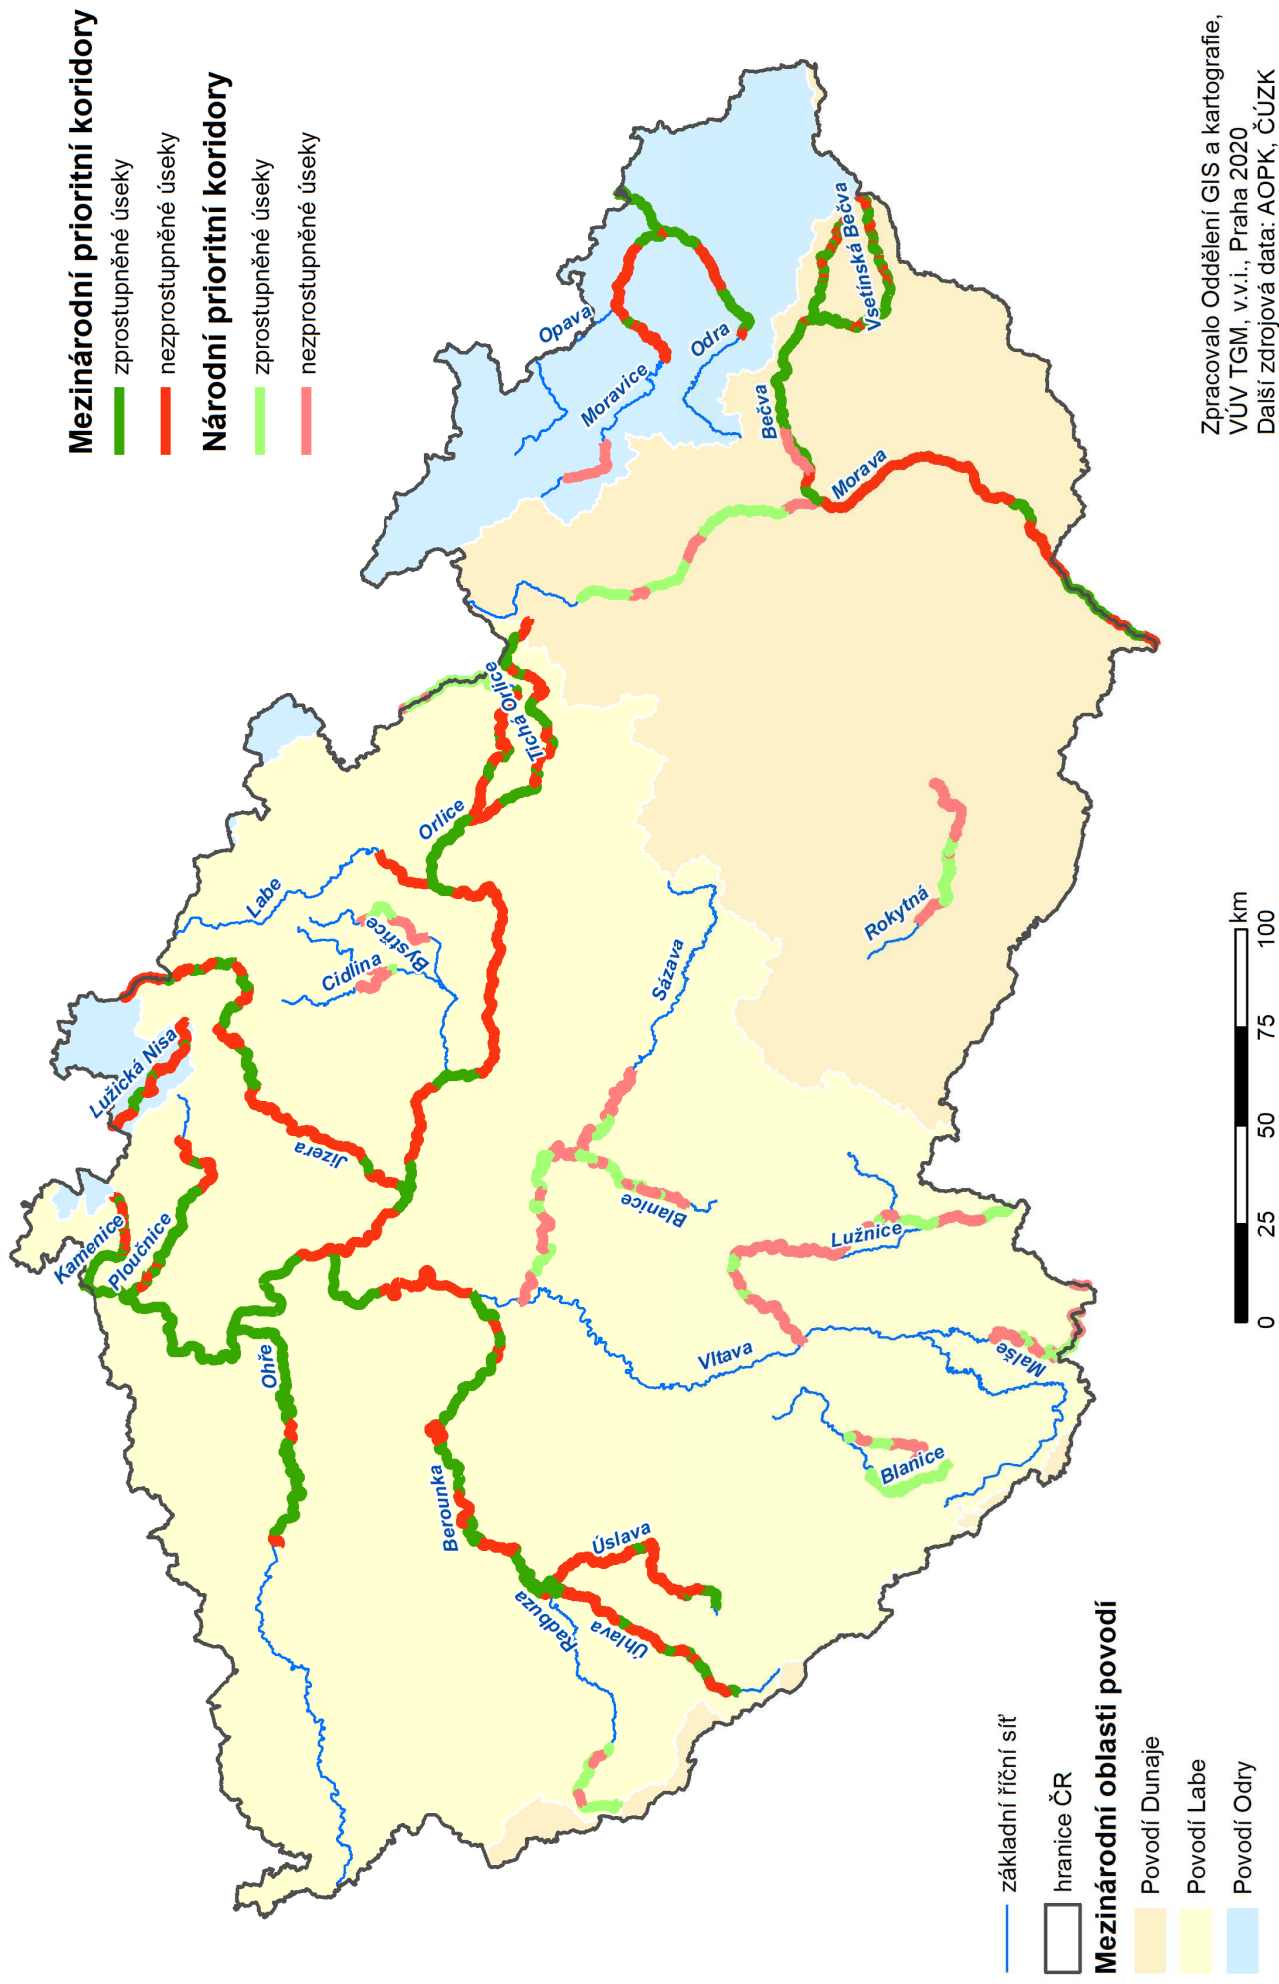 Mezinárodní prioritní koridory
zprostupněné úseky
nezprostupněné úseky
Národní prioritní koridory
zprostupněné úseky
nezprostupněné úseky
Kamenice
Ploučnice
Lužická Nisa
Jizera
Labe
Cidlina
Bystřice
Orlice
Tichá Orlice
Ohře
Berounka
Radbuza
Úhlava
Úslava
Vltava
Sázava
Blanice
Lužnice
Malše
Blanice
Rokytná
Opava
Moravice
Odra
Bečva
Vsetínská Bečva
Morava
základní říční síť
hranice ČR
Mezinárodní oblasti povodí
Povodí Dunaje
Povodí Labe
Povodí Odry
0 25 50 75 100
km
Zpracovalo Oddělení GIS a kartografie,
VÚV TGM, v.v.i., Praha 2020
Další zdrojová data: AOPK, ČÚZK